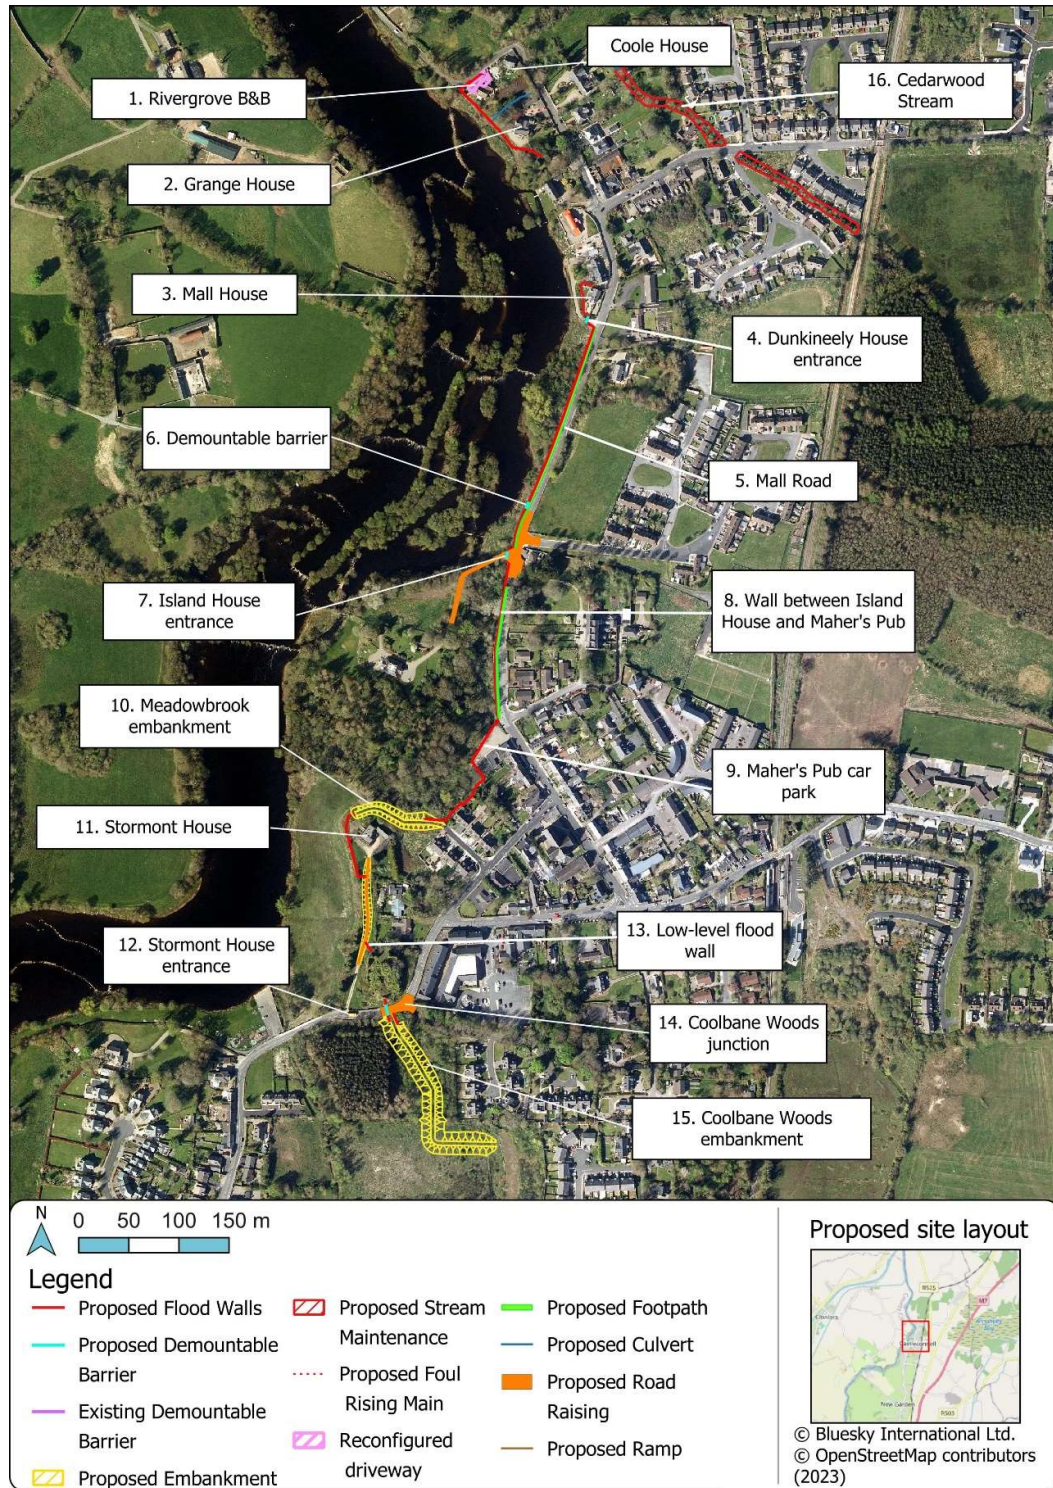 Coole House
1. Rivergrove B&B
16. Cedarwood
Stream
2. Grange House
3. Mall House
4. Dunkineely House
entrance
6. Demountable barrier
5. Mall Road
7. Island House
entrance
8. Wall between Island
House and Maher's Pub
10. Meadowbrook
embankment
9. Maher's Pub car
park
11. Stormont House
12. Stormont House
entrance
13. Low-level flood
wall
14. Coolbane Woods
junction
15. Coolbane Woods
embankment
N
0 50 100 150 m
Legend
Proposed Flood Walls
Proposed Demountable
Barrier
Existing Demountable
Barrier
Proposed Embankment
Proposed Stream
Maintenance
Proposed Foul
Rising Main
Reconfigured
driveway
Proposed Footpath
Proposed Culvert
Proposed Road
Raising
Proposed Ramp
Proposed site layout
R525
M7
Castleconnell
R503
© Bluesky International Ltd.
© OpenStreetMap contributors
(2023)